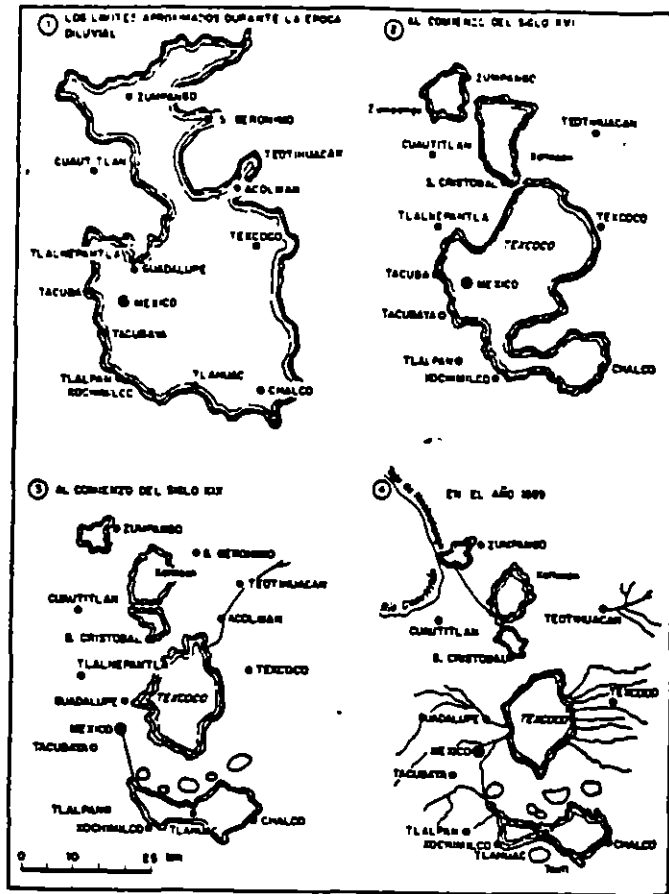 1 LOS LIMITES APROXIMADOS DURANTE LA EPOCA
DILUVIAL
ZUMPANGO
S. GERONIMO
TEOTIHUACAN
CUAUTITLAN
ACOLMAN
TEXCOCO
TLALNEPANTLA
GUADALUPE
TACUBA
MEXICO
TACUBAYA
TLALPAN
XOCHIMILCO
TLAHUAC
CHALCO
2 AL COMIENZO DEL SIGLO XVI
ZUMPANGO
Zumpango
TEOTIHUACAN
CUAUTITLAN
S. CRISTOBAL
TLALNEPANTLA
TEXCOCO
TEXCOCO
TACUBA
MEXICO
TACUBAYA
TLALPAN
XOCHIMILCO
CHALCO
3 AL COMIENZO DEL SIGLO XIX
ZUMPANGO
S. GERONIMO
TEOTIHUACAN
CUAUTITLAN
ACOLMAN
S. CRISTOBAL
TLALNEPANTLA
TEXCOCO
TEXCOCO
GUADALUPE
MEXICO
TACUBAYA
TLALPAN
XOCHIMILCO
TLAHUAC
CHALCO
0 10 25 km
4 EN EL AÑO 1889
ZUMPANGO
Rio
TEOTIHUACAN
CUAUTITLAN
S. CRISTOBAL
TEXCOCO
TEXCOCO
GUADALUPE
MEXICO
TACUBAYA
TLALPAN
XOCHIMILCO
TLAHUAC
CHALCO